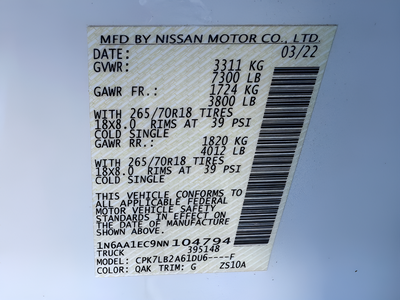 MFD BY NISSAN MOTOR CO., LTD.
DATE: 03/22
GVWR: 3311 KG
7300 LB
GAWR FR.: 1724 KG
3800 LB
WITH 265/70R18 TIRES
18X8.0 RIMS AT 39 PSI
COLD SINGLE
GAWR RR.: 1820 KG
4012 LB
WITH 265/70R18 TIRES
18X8.0 RIMS AT 39 PSI
COLD SINGLE
THIS VEHICLE CONFORMS TO
ALL APPLICABLE FEDERAL
MOTOR VEHICLE SAFETY
STANDARDS IN EFFECT ON
THE DATE OF MANUFACTURE
SHOWN ABOVE.
1N6AA1EC9NN104794
TRUCK 395148
MODEL: CPK7LB2A61DU6----F
COLOR: QAK TRIM: G ZS10A